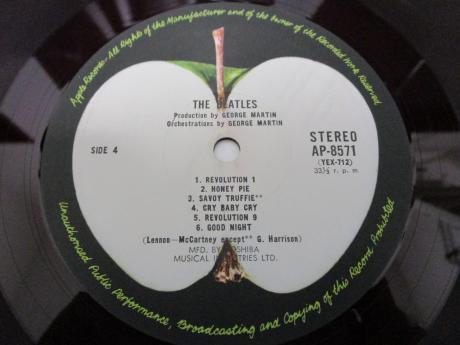 Apple Records - All Rights of the Manufacturer and of the Owner of the Recorded Work Reserved
THE BEATLES
Production by GEORGE MARTIN
Orchestrations by GEORGE MARTIN
SIDE 4
STEREO
AP-8571
(YEX-712)
33⅓ r. p. m.
1. REVOLUTION 1
2. HONEY PIE
3. SAVOY TRUFFIE**
4. CRY BABY CRY
5. REVOLUTION 9
6. GOOD NIGHT
(Lennon-McCartney except** G. Harrison)
MFD. BY TOSHIBA
MUSICAL INDUSTRIES LTD.
Unauthorised Public Performance, Broadcasting and Copying of this Record Prohibited